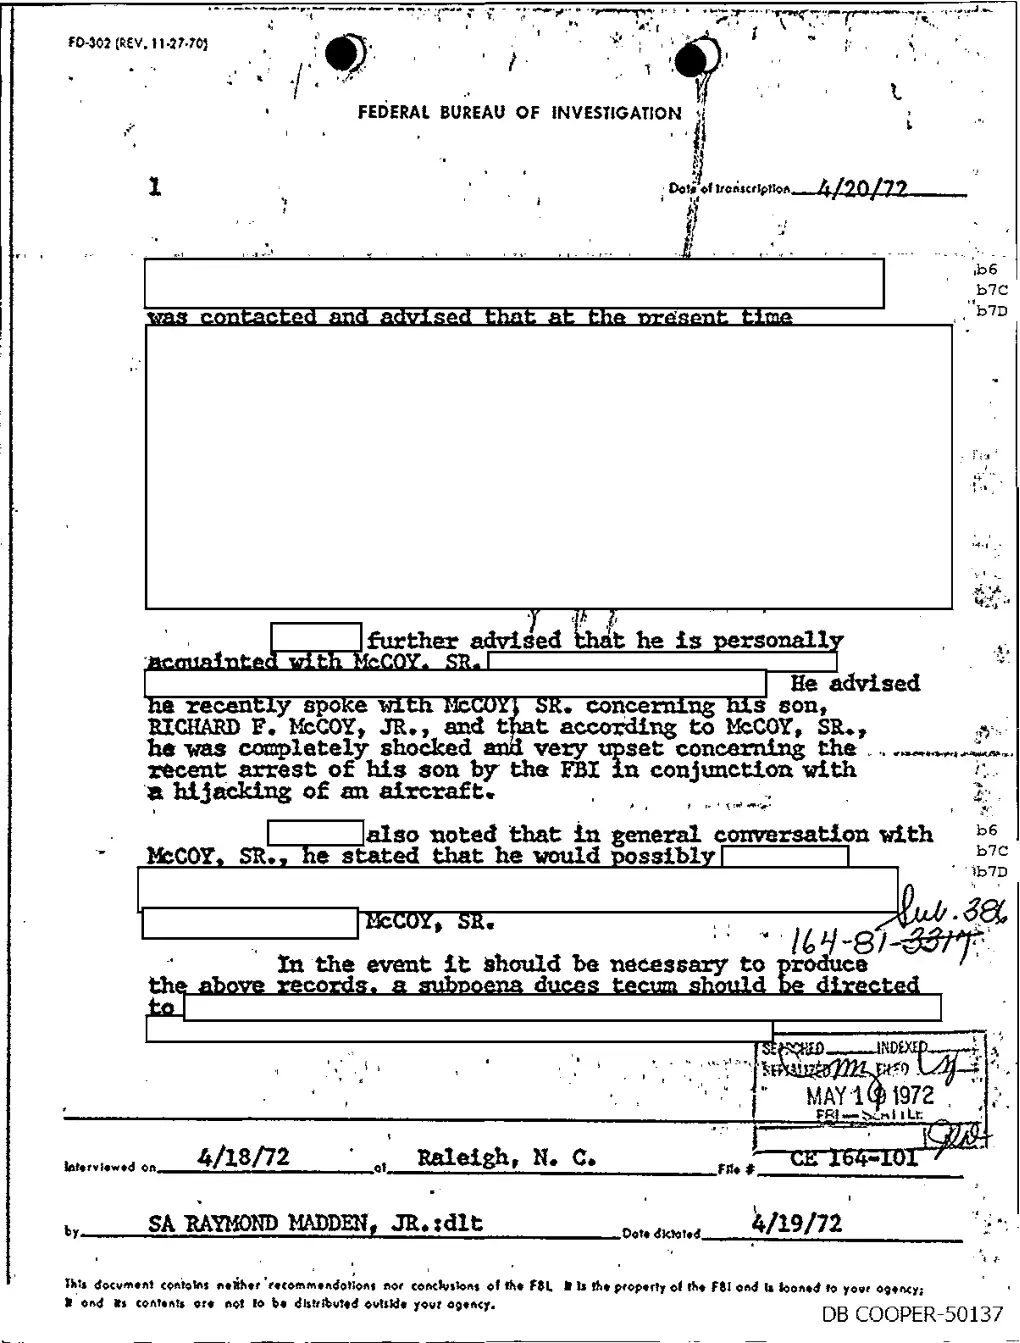 FD-302 (REV. 11-27-70)
FEDERAL BUREAU OF INVESTIGATION
1
Date of transcription 4/20/72
b6
b7C
b7D
was contacted and advised that at the present time
further advised that he is personally
acquainted with McCOY, SR.
He advised
he recently spoke with McCOY, SR. concerning his son,
RICHARD F. McCOY, JR., and that according to McCOY, SR.,
he was completely shocked and very upset concerning the
recent arrest of his son by the FBI in conjunction with
a hijacking of an aircraft.
also noted that in general conversation with
McCOY, SR., he stated that he would possibly
b6
b7C
b7D
McCOY, SR.
Sub. 386
164-81-3317
In the event it should be necessary to produce
the above records, a subpoena duces tecum should be directed
to
SEARCHED INDEXED
SERIALIZED FILED
MAY 1 1972
FBI — SEATTLE
Interviewed on 4/18/72 at Raleigh, N. C. File # CE 164-101
by SA RAYMOND MADDEN, JR.:dlt Date dictated 4/19/72
This document contains neither recommendations nor conclusions of the FBI. It is the property of the FBI and is loaned to your agency;
it and its contents are not to be distributed outside your agency.
DB COOPER-50137